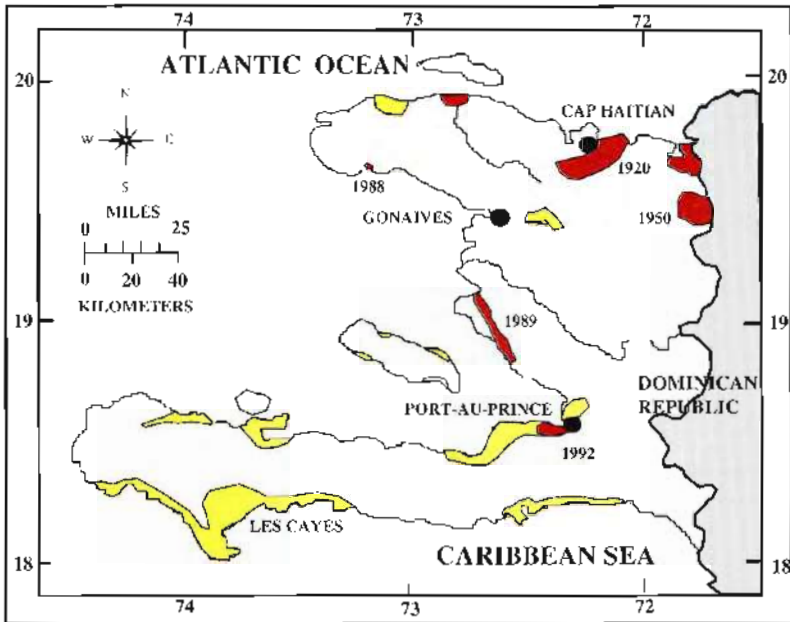 74
73
72
20
ATLANTIC OCEAN
20
N
W E
S
CAP HAITIAN
1920
1988
MILES
0 25
0 20 40
KILOMETERS
GONAIVES
1950
19
1989
19
DOMINICAN
REPUBLIC
PORT-AU-PRINCE
1992
LES CAYES
18
CARIBBEAN SEA
18
74
73
72